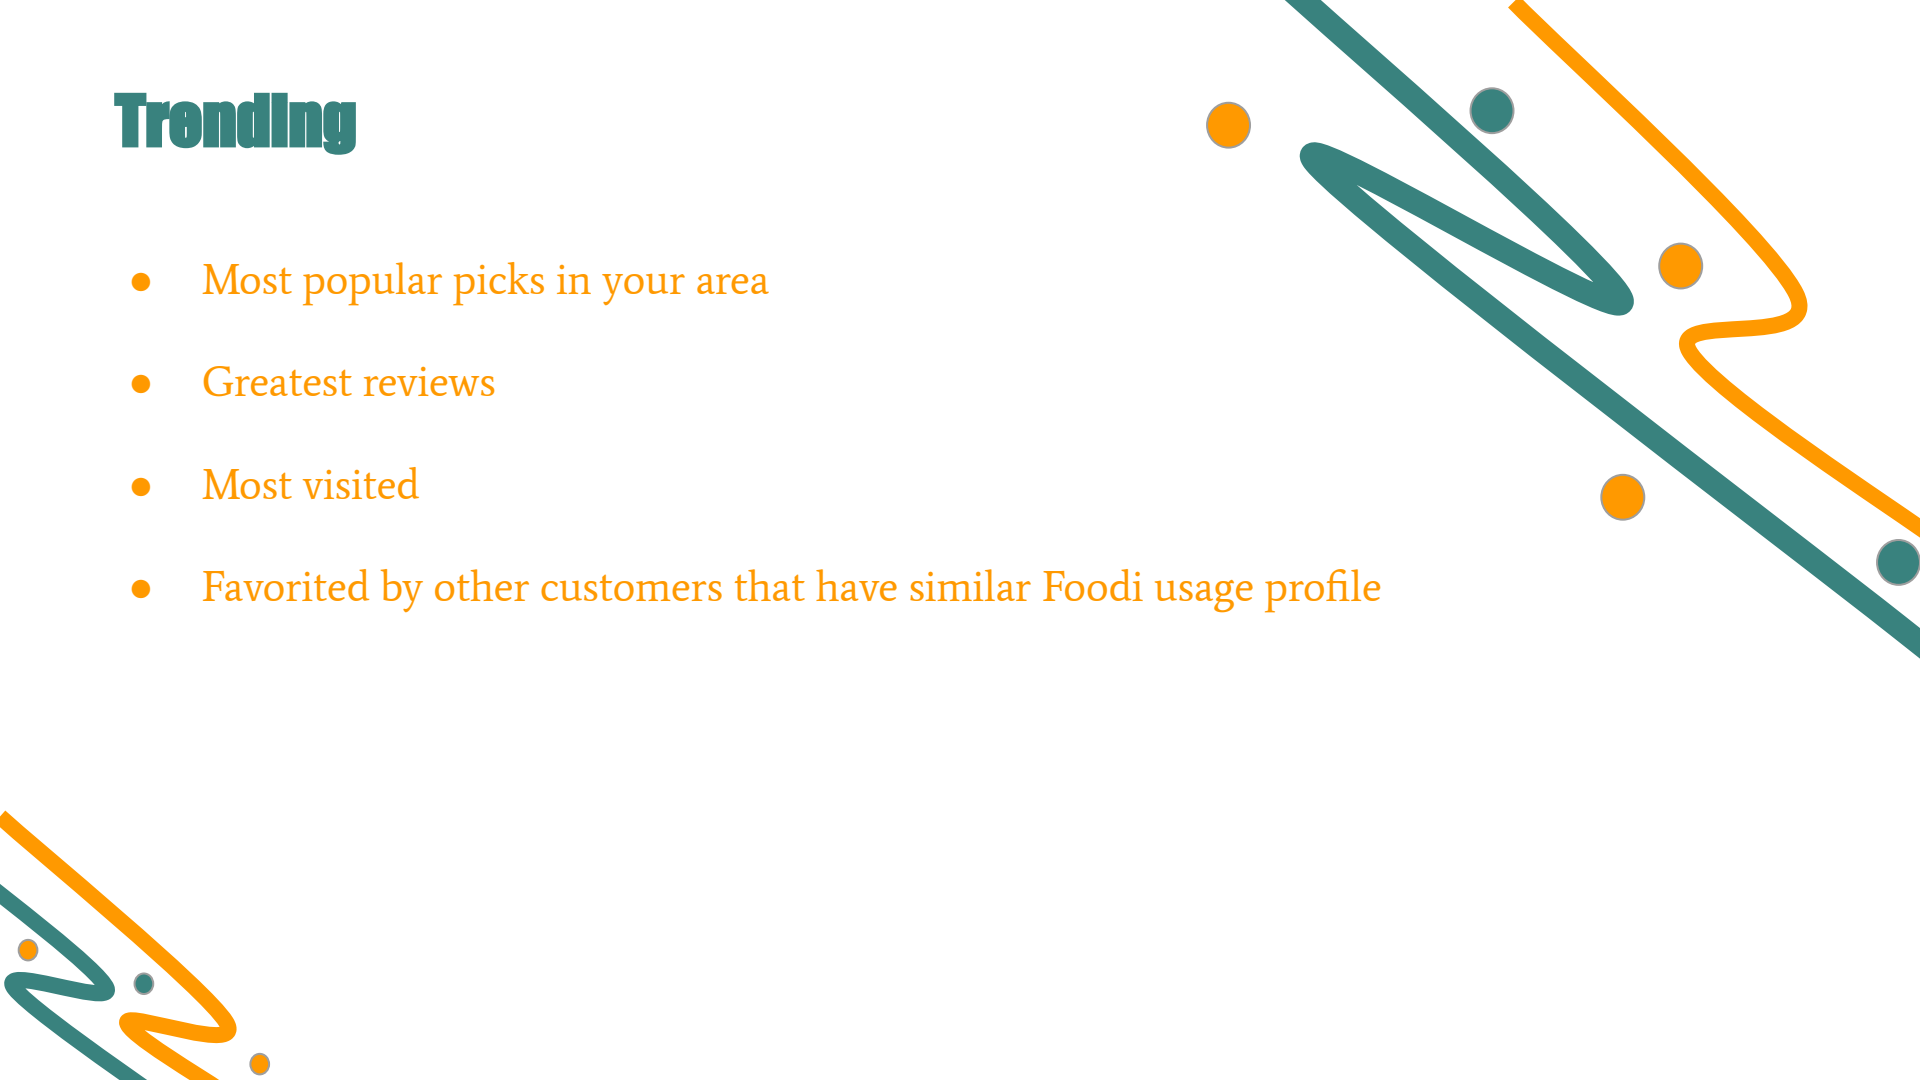 Trending
● Most popular picks in your area
● Greatest reviews
● Most visited
● Favorited by other customers that have similar Foodi usage profile